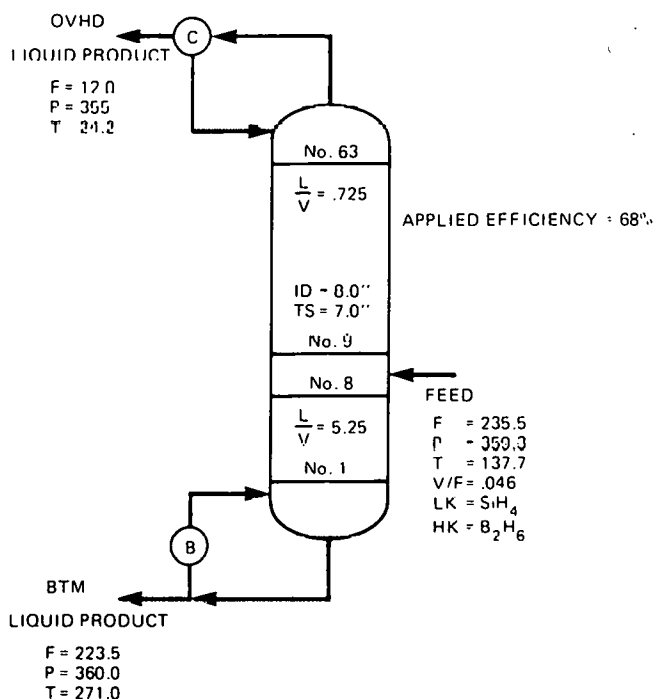 OVHD
LIQUID PRODUCT
F = 12.0
P = 355
C
No. 63
L
V = .725
APPLIED EFFICIENCY = 68%
ID = 8.0"
TS = 7.0"
No. 9
No. 8
FEED
F = 235.5
P = 359.3
T = 137.7
V/F = .046
LK = SiH4
HK = B2H6
L
V = 5.25
No. 1
B
BTM
LIQUID PRODUCT
F = 223.5
P = 360.0
T = 271.0